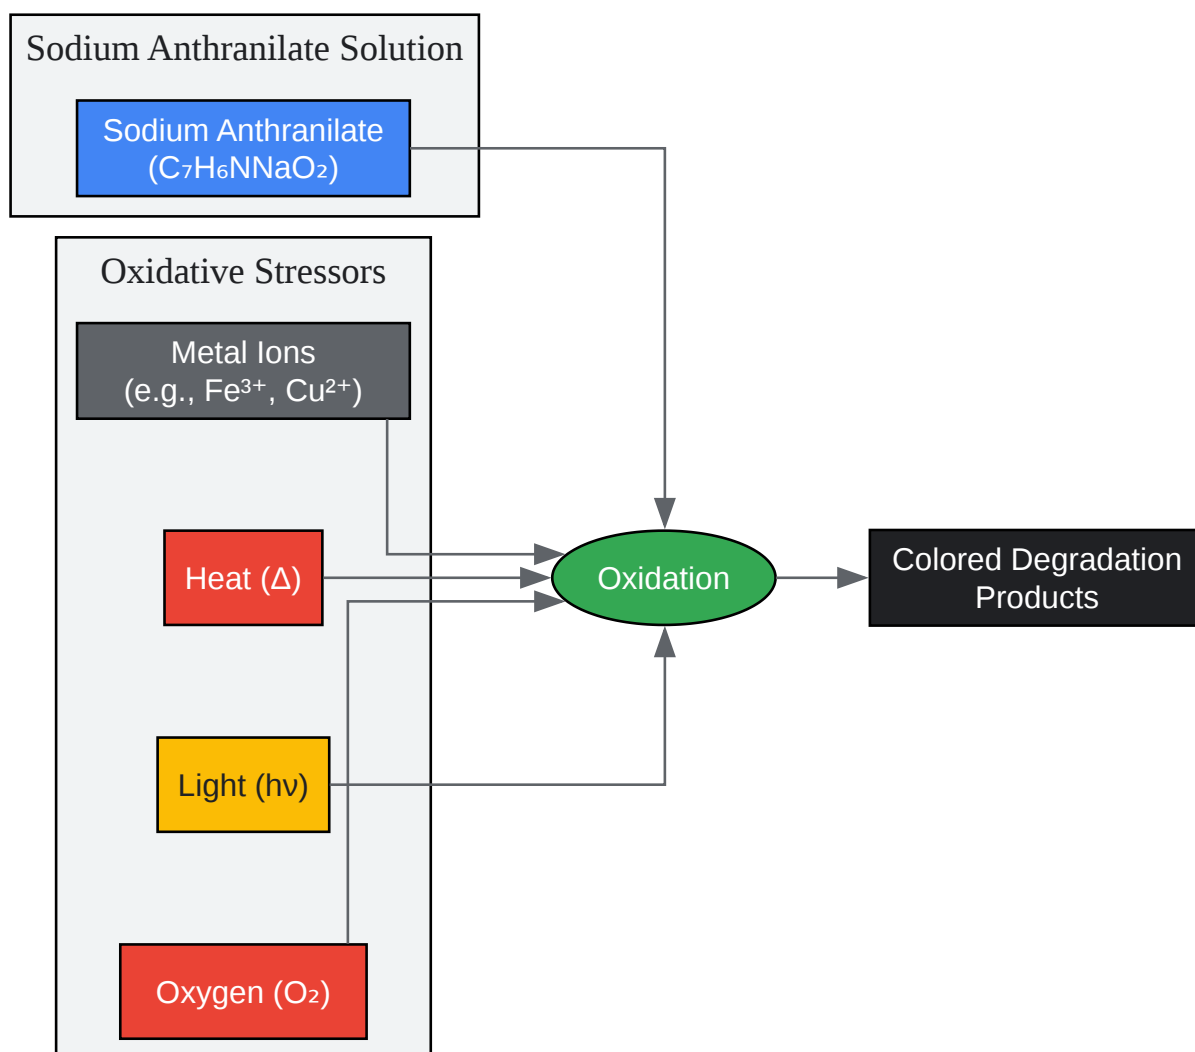 Sodium Anthranilate Solution
Sodium Anthranilate
(C₇H₆NNaO₂)
Oxidative Stressors
Metal Ions
(e.g., Fe³⁺, Cu²⁺)
Heat (Δ)
Oxidation
Colored Degradation
Products
Light (hν)
Oxygen (O₂)